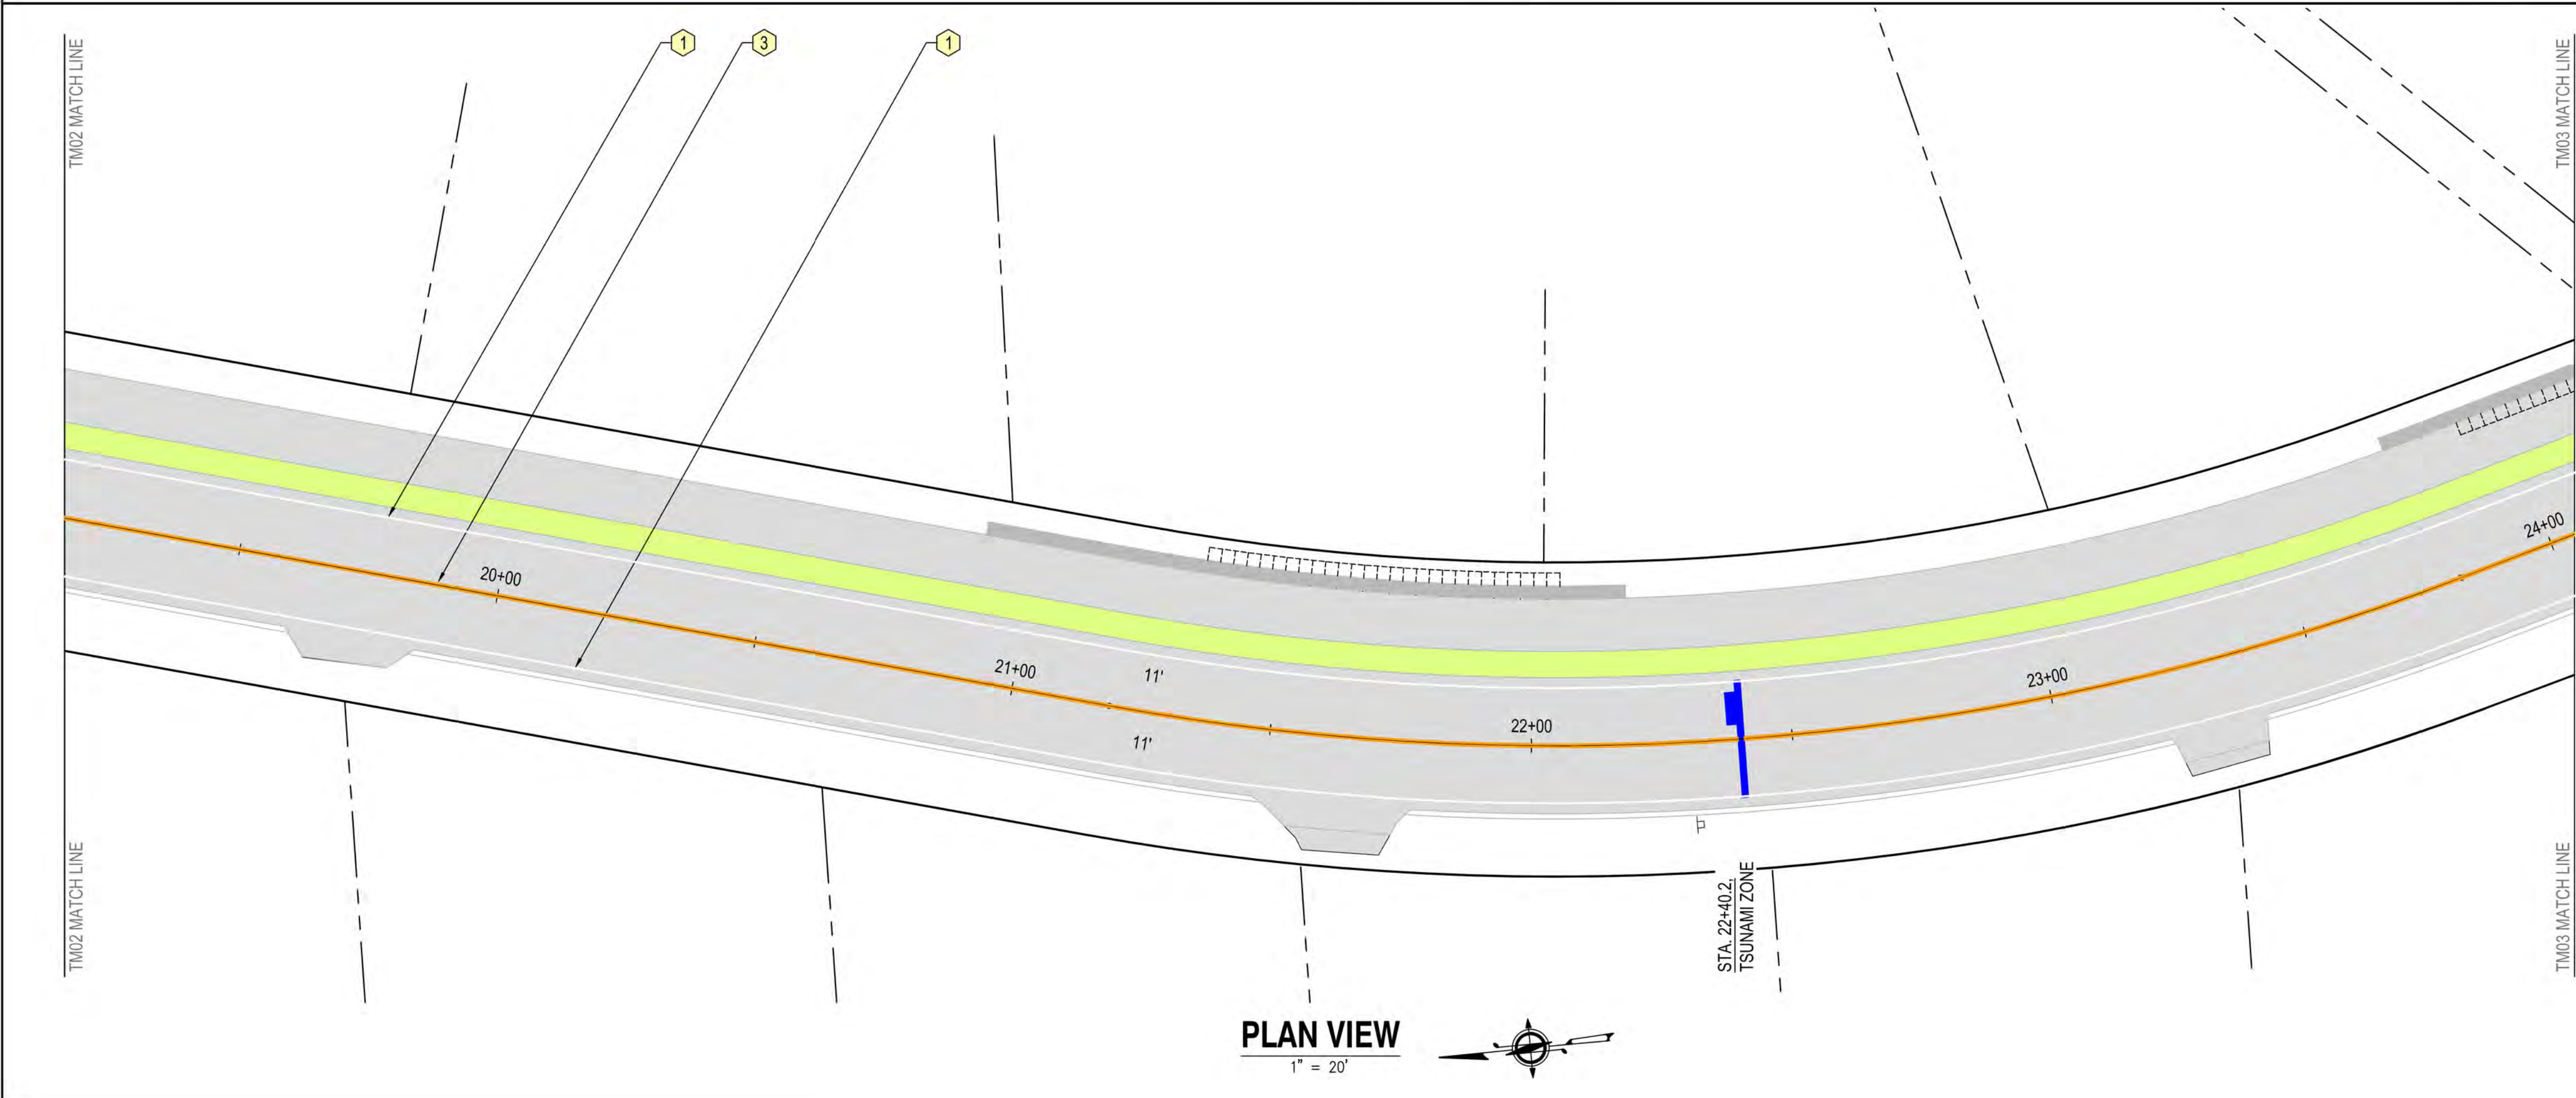 TM02 MATCH LINE
1
3
1
TM03 MATCH LINE
20+00
21+00
11'
11'
22+00
23+00
24+00
TM02 MATCH LINE
STA. 22+40.2,
TSUNAMI ZONE
TM03 MATCH LINE
PLAN VIEW
1" = 20'